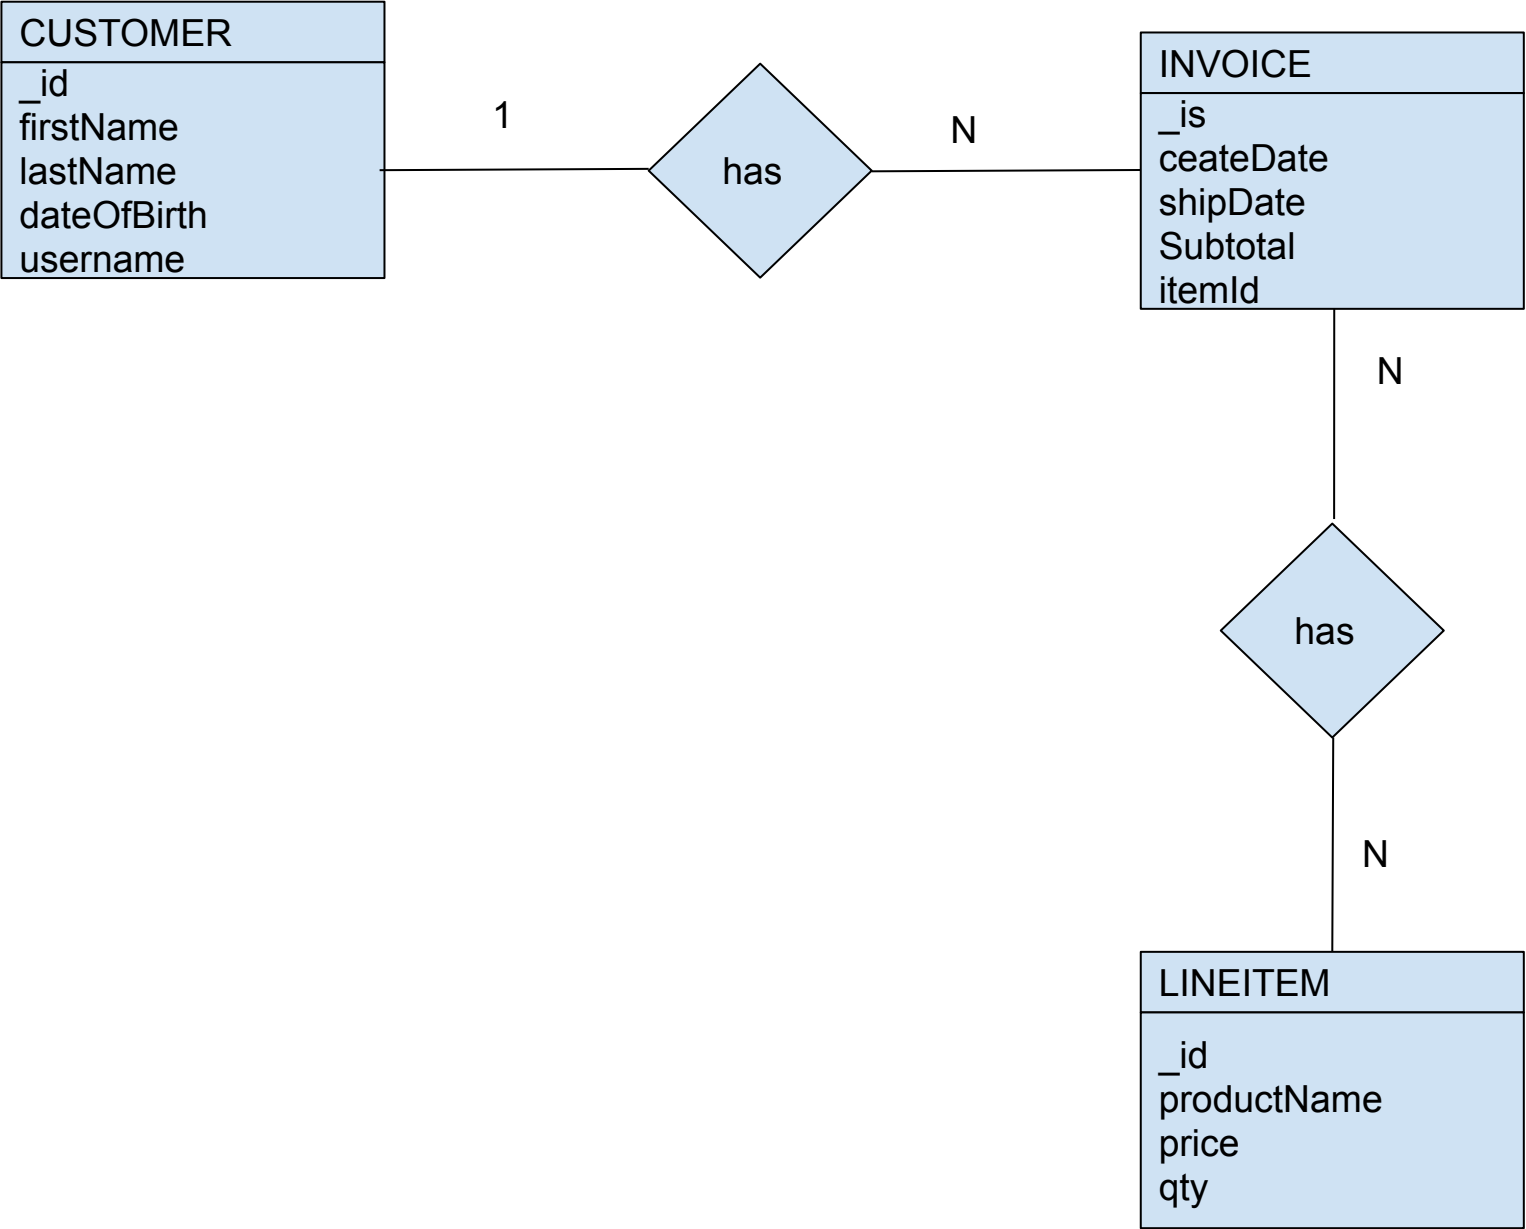 CUSTOMER
_id
firstName
lastName
dateOfBirth
username
1
has
N
INVOICE
_is
ceateDate
shipDate
Subtotal
itemId
N
has
N
LINEITEM
_id
productName
price
qty